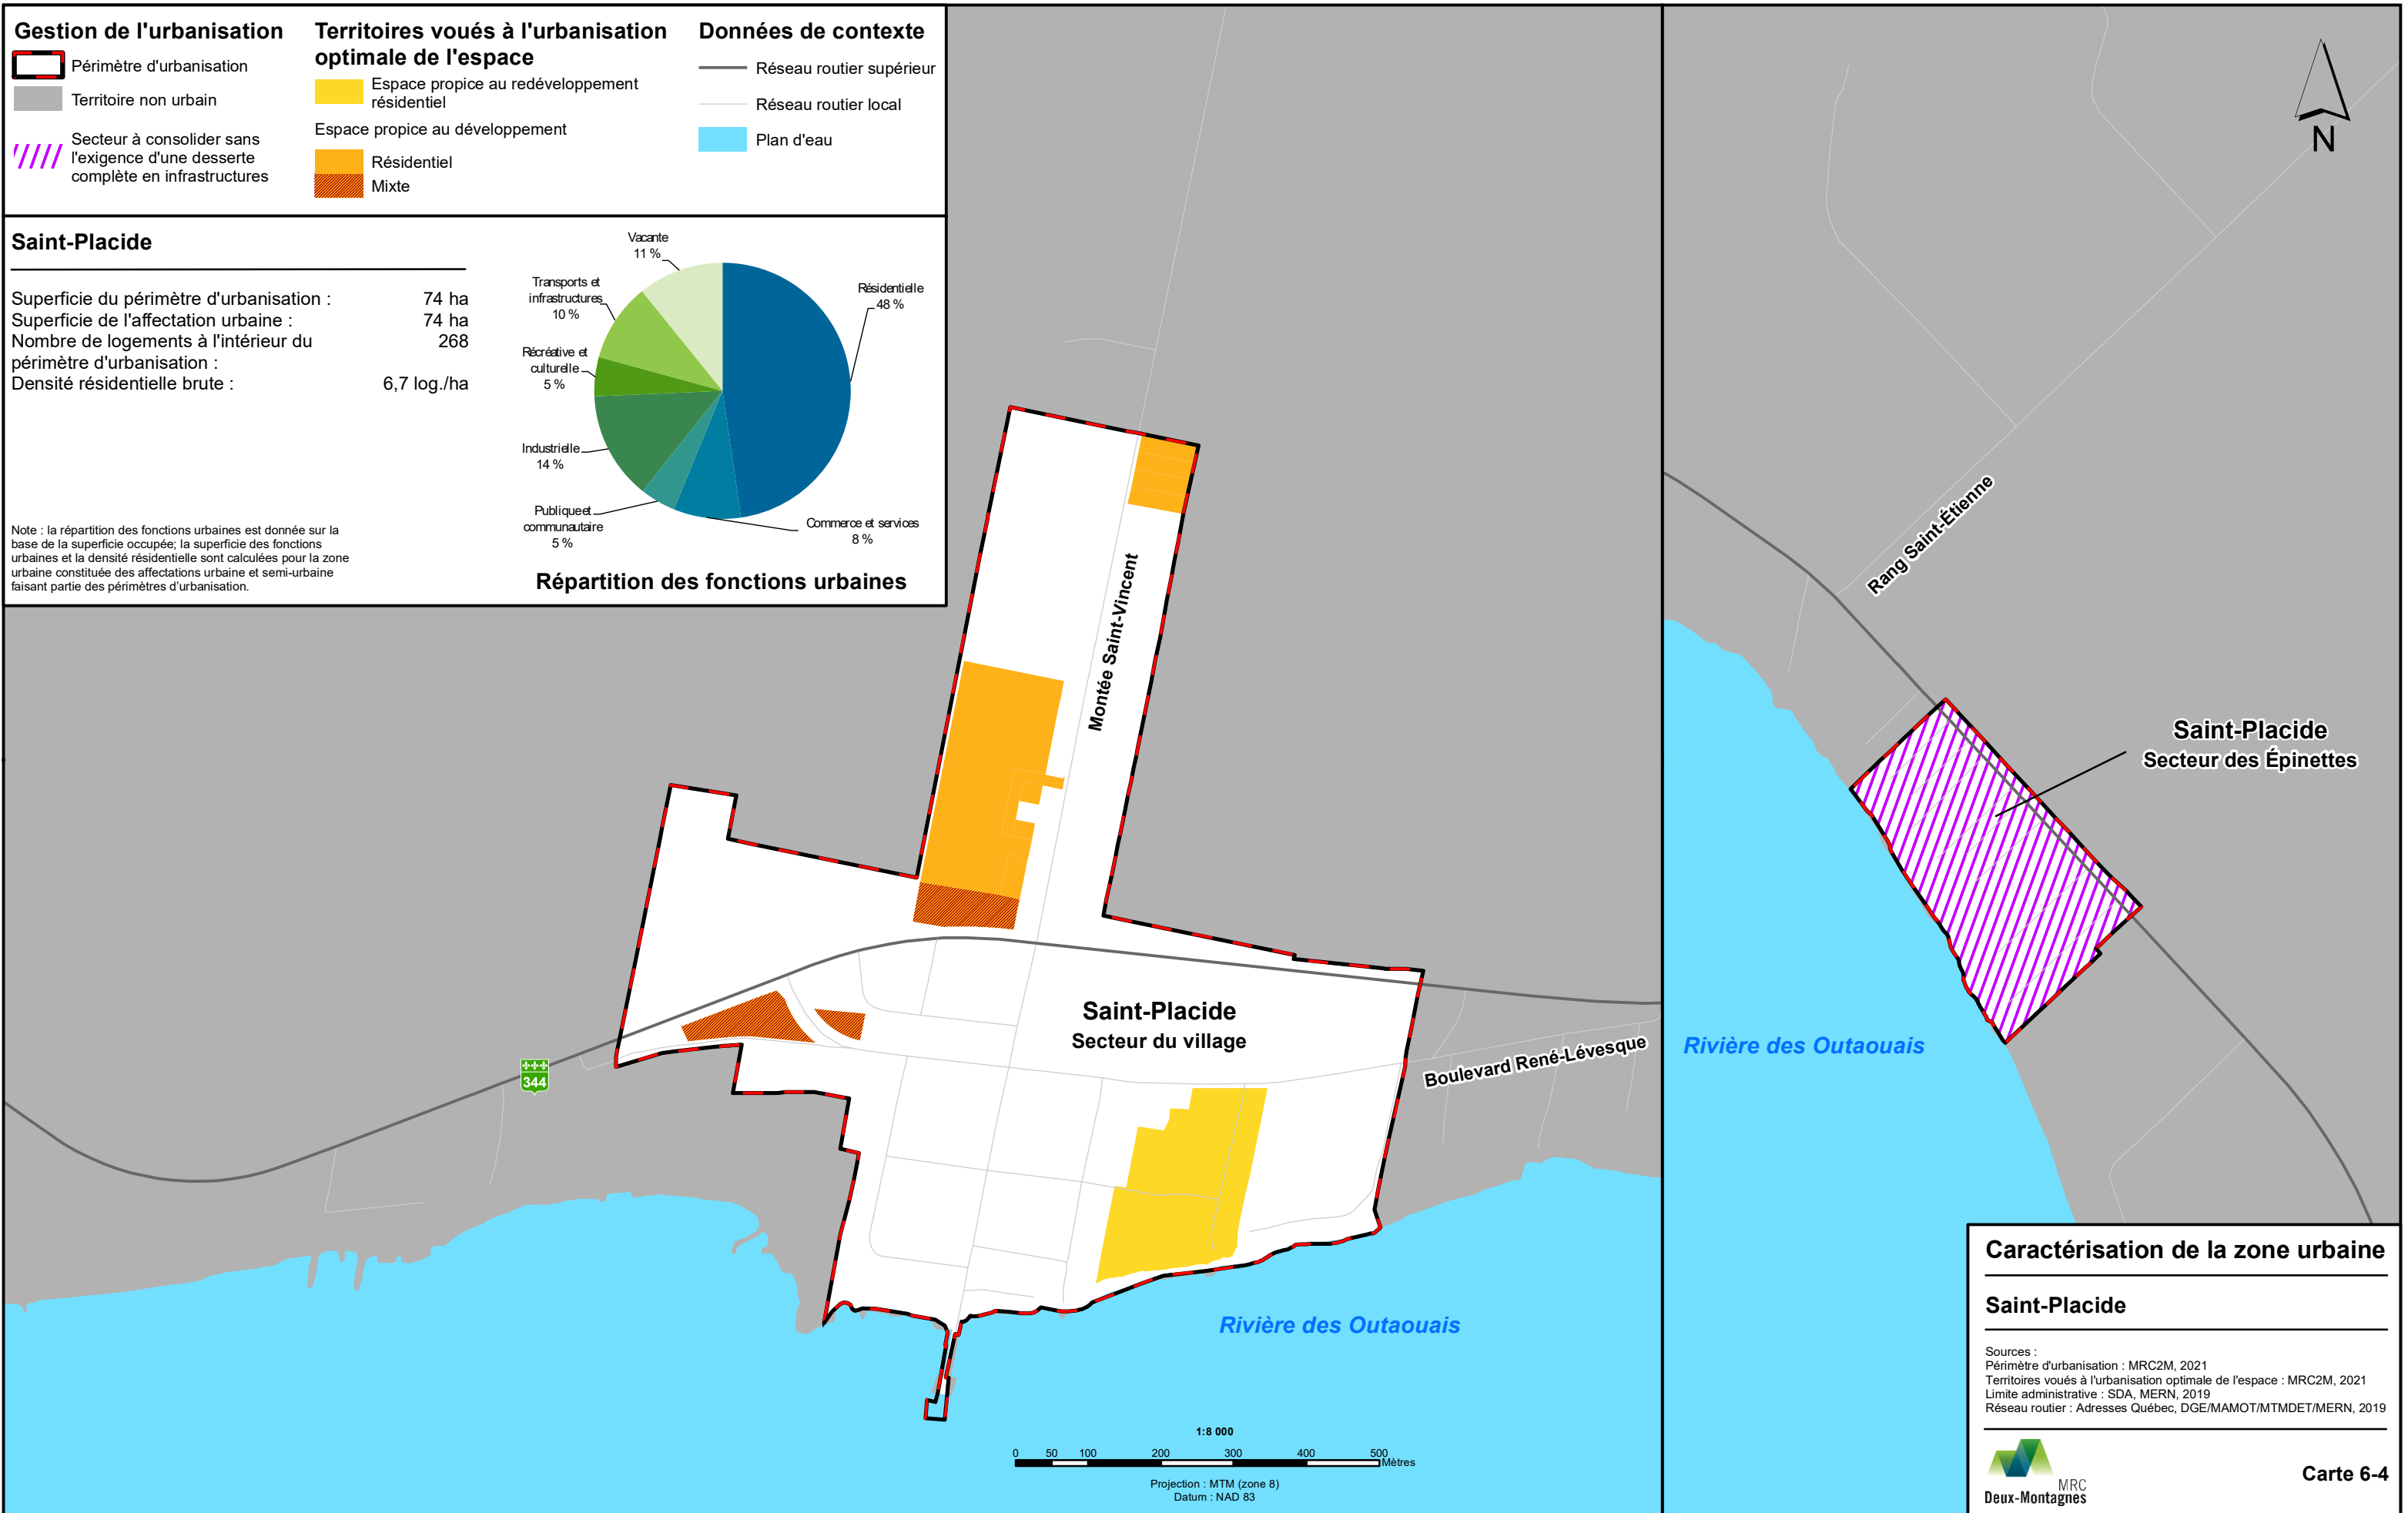 Gestion de l'urbanisation
Périmètre d'urbanisation
Territoire non urbain
Secteur à consolider sans
l'exigence d'une desserte
complète en infrastructures
Territoires voués à l'urbanisation
optimale de l'espace
Espace propice au redéveloppement
résidentiel
Espace propice au développement
Résidentiel
Mixte
Données de contexte
Réseau routier supérieur
Réseau routier local
Plan d'eau
Saint-Placide
Superficie du périmètre d'urbanisation : 74 ha
Superficie de l'affectation urbaine : 74 ha
Nombre de logements à l'intérieur du 268
périmètre d'urbanisation :
Densité résidentielle brute : 6,7 log./ha
Note : la répartition des fonctions urbaines est donnée sur la
base de la superficie occupée; la superficie des fonctions
urbaines et la densité résidentielle sont calculées pour la zone
urbaine constituée des affectations urbaine et semi-urbaine
faisant partie des périmètres d'urbanisation.
Vacante
11 %
Transports et
infrastructures
10 %
Récréative et
culturelle
5 %
Industrielle
14 %
Publique et
communautaire
5 %
Résidentielle
48 %
Commerce et services
8 %
Répartition des fonctions urbaines
N
Montée Saint-Vincent
Rang Saint-Étienne
Saint-Placide
Secteur des Épinettes
Saint-Placide
Secteur du village
Boulevard René-Lévesque
344
Rivière des Outaouais
Rivière des Outaouais
1:8 000
0 50 100 200 300 400 500
Mètres
Projection : MTM (zone 8)
Datum : NAD 83
Caractérisation de la zone urbaine
Saint-Placide
Sources :
Périmètre d'urbanisation : MRC2M, 2021
Territoires voués à l'urbanisation optimale de l'espace : MRC2M, 2021
Limite administrative : SDA, MERN, 2019
Réseau routier : Adresses Québec, DGE/MAMOT/MTMDET/MERN, 2019
MRC
Deux-Montagnes
Carte 6-4